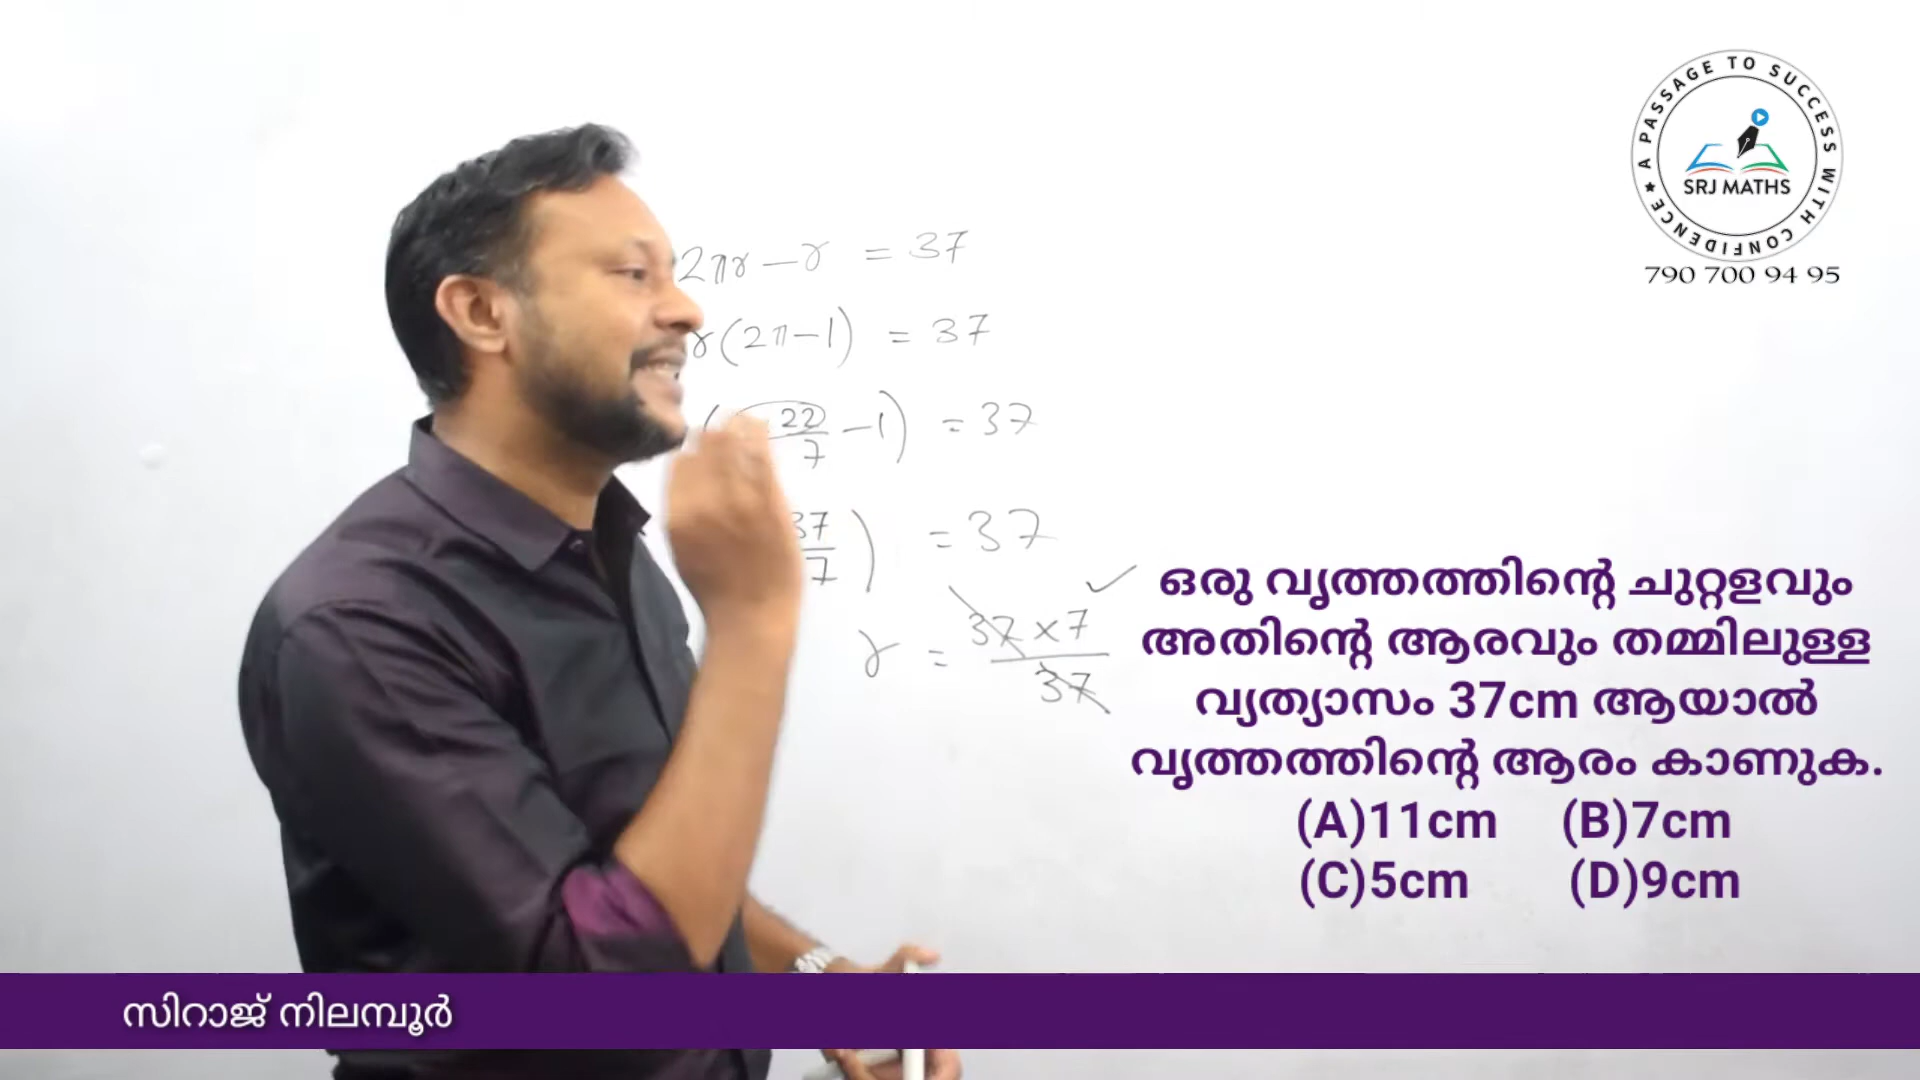 A PASSAGE TO SUCCESS WITH CONFIDENCE ★
SRJ MATHS
790 700 94 95
2πr – r = 37
r(2π–1) = 37
22/7 –1) = 37
37/7) = 37
r = 37 × 7 / 37 ✓
ഒരു വൃത്തത്തിന്റെ ചുറ്റളവും
അതിന്റെ ആരവും തമ്മിലുള്ള
വ്യത്യാസം 37cm ആയാൽ
വൃത്തത്തിന്റെ ആരം കാണുക.
(A)11cm (B)7cm
(C)5cm (D)9cm
സിറാജ് നിലമ്പൂർ